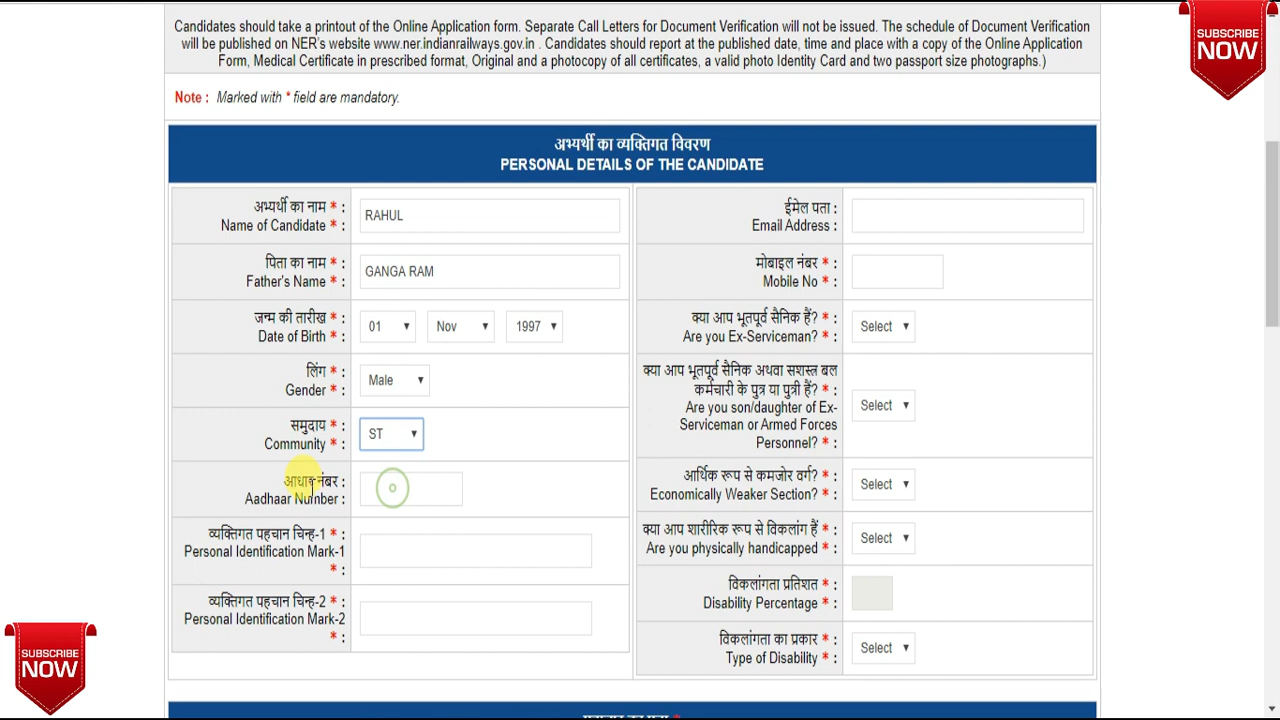 Candidates should take a printout of the Online Application form. Separate Call Letters for Document Verification will not be issued. The schedule of Document Verification
will be published on NER's website www.ner.indianrailways.gov.in . Candidates should report at the published date, time and place with a copy of the Online Application
Form, Medical Certificate in prescribed format, Original and a photocopy of all certificates, a valid photo Identity Card and two passport size photographs.)
SUBSCRIBE
NOW
Note : Marked with * field are mandatory.
अभ्यर्थी का व्यक्तिगत विवरण
PERSONAL DETAILS OF THE CANDIDATE
अभ्यर्थी का नाम * :
Name of Candidate * :
RAHUL
पिता का नाम * :
Father's Name * :
GANGA RAM
जन्म की तारीख * :
Date of Birth * :
01 Nov 1997
लिंग * :
Gender * :
Male
समुदाय * :
Community * :
ST
आधार नंबर :
Aadhaar Number :
व्यक्तिगत पहचान चिन्ह-1 * :
Personal Identification Mark-1
* :
व्यक्तिगत पहचान चिन्ह-2 * :
Personal Identification Mark-2
* :
ईमेल पता :
Email Address :
मोबाइल नंबर * :
Mobile No * :
क्या आप भूतपूर्व सैनिक हैं? * :
Are you Ex-Serviceman? * :
Select
क्या आप भूतपूर्व सैनिक अथवा सशस्त्र बल
कर्मचारी के पुत्र या पुत्री हैं? * :
Are you son/daughter of Ex-
Serviceman or Armed Forces
Personnel? * :
Select
आर्थिक रूप से कमजोर वर्ग? * :
Economically Weaker Section? * :
Select
क्या आप शारीरिक रूप से विकलांग हैं * :
Are you physically handicapped * :
Select
विकलांगता प्रतिशत * :
Disability Percentage * :
विकलांगता का प्रकार * :
Type of Disability * :
Select
SUBSCRIBE
NOW